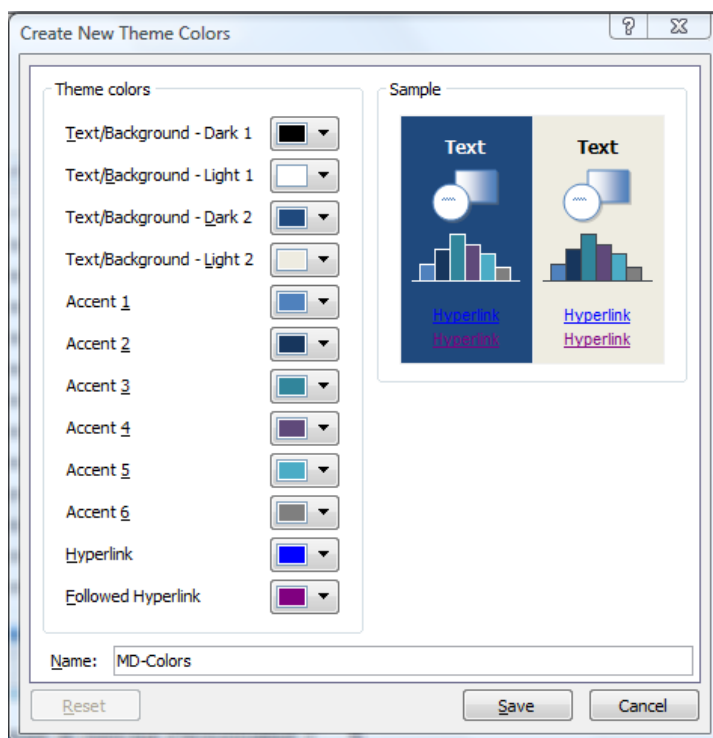 Create New Theme Colors
Theme colors
Text/Background - Dark 1
Text/Background - Light 1
Text/Background - Dark 2
Text/Background - Light 2
Accent 1
Accent 2
Accent 3
Accent 4
Accent 5
Accent 6
Hyperlink
Followed Hyperlink
Sample
Text Text
Hyperlink Hyperlink
Hyperlink Hyperlink
Name: MD-Colors
Reset Save Cancel